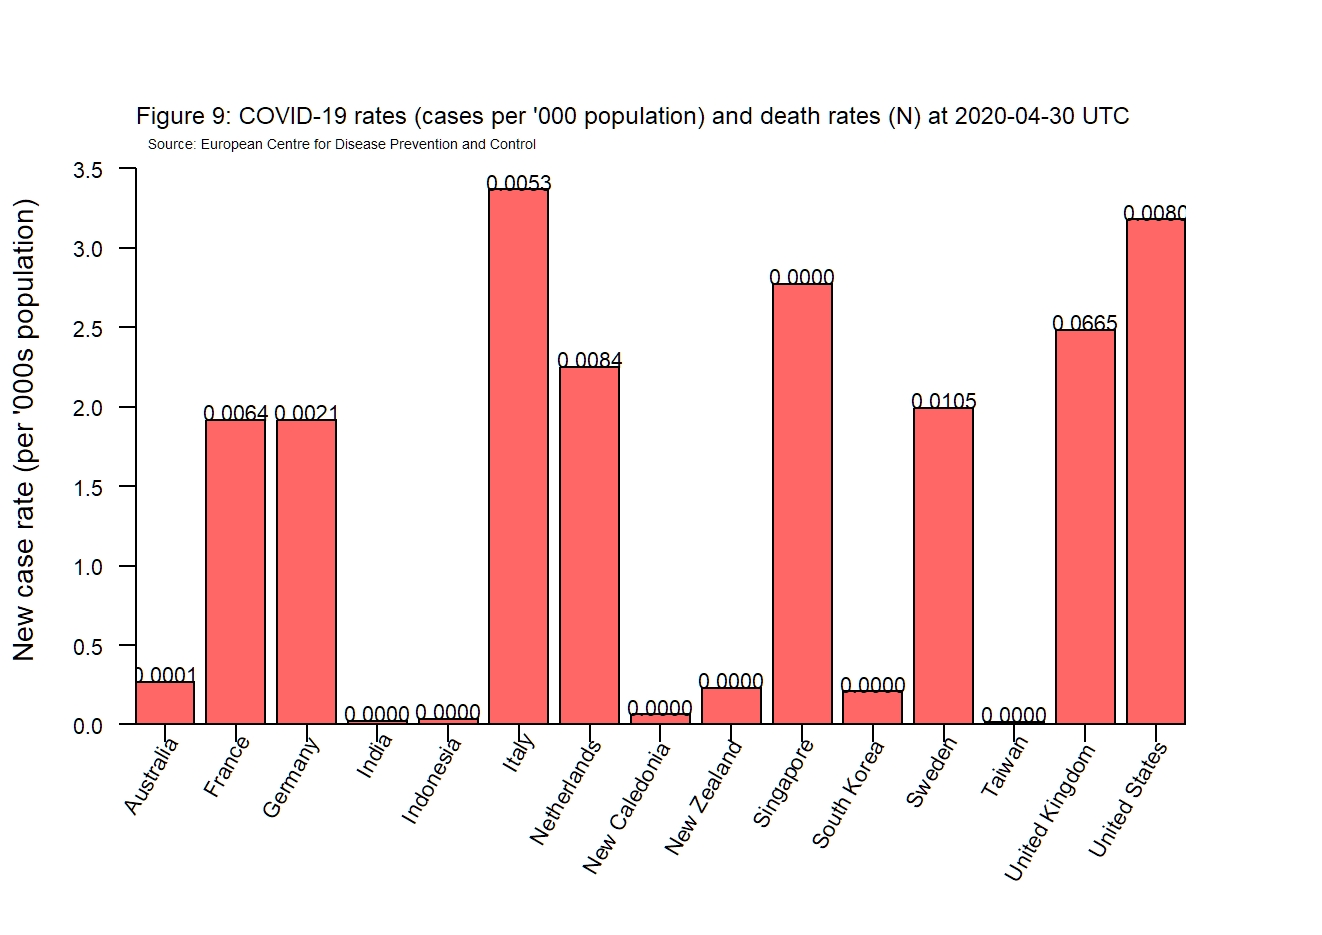 Figure 9: COVID-19 rates (cases per '000 population) and death rates (N) at 2020-04-30 UTC
Source: European Centre for Disease Prevention and Control
New case rate (per '000s population)
3.5
3.0
2.5
2.0
1.5
1.0
0.5
0.0
0.0001
0.0064
0.0021
0.0000
0.0000
0.0053
0.0084
0.0000
0.0000
0.0000
0.0000
0.0105
0.0000
0.0665
0.0080
Australia
France
Germany
India
Indonesia
Italy
Netherlands
New Caledonia
New Zealand
Singapore
South Korea
Sweden
Taiwan
United Kingdom
United States